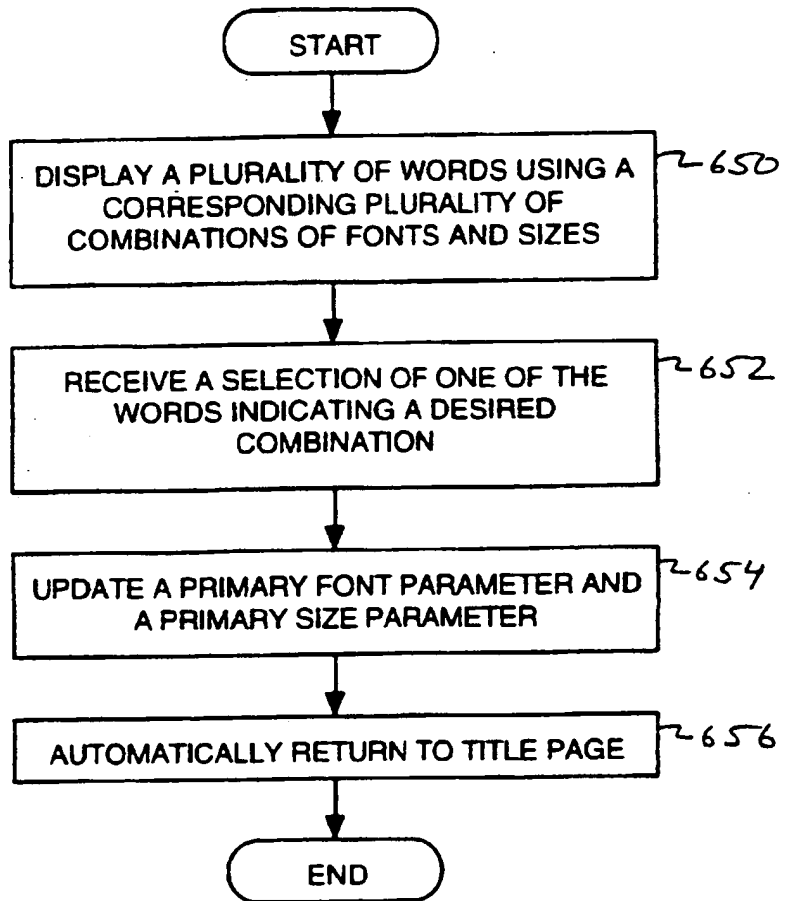 START
DISPLAY A PLURALITY OF WORDS USING A
CORRESPONDING PLURALITY OF
COMBINATIONS OF FONTS AND SIZES
650
RECEIVE A SELECTION OF ONE OF THE
WORDS INDICATING A DESIRED
COMBINATION
652
UPDATE A PRIMARY FONT PARAMETER AND
A PRIMARY SIZE PARAMETER
654
AUTOMATICALLY RETURN TO TITLE PAGE
656
END